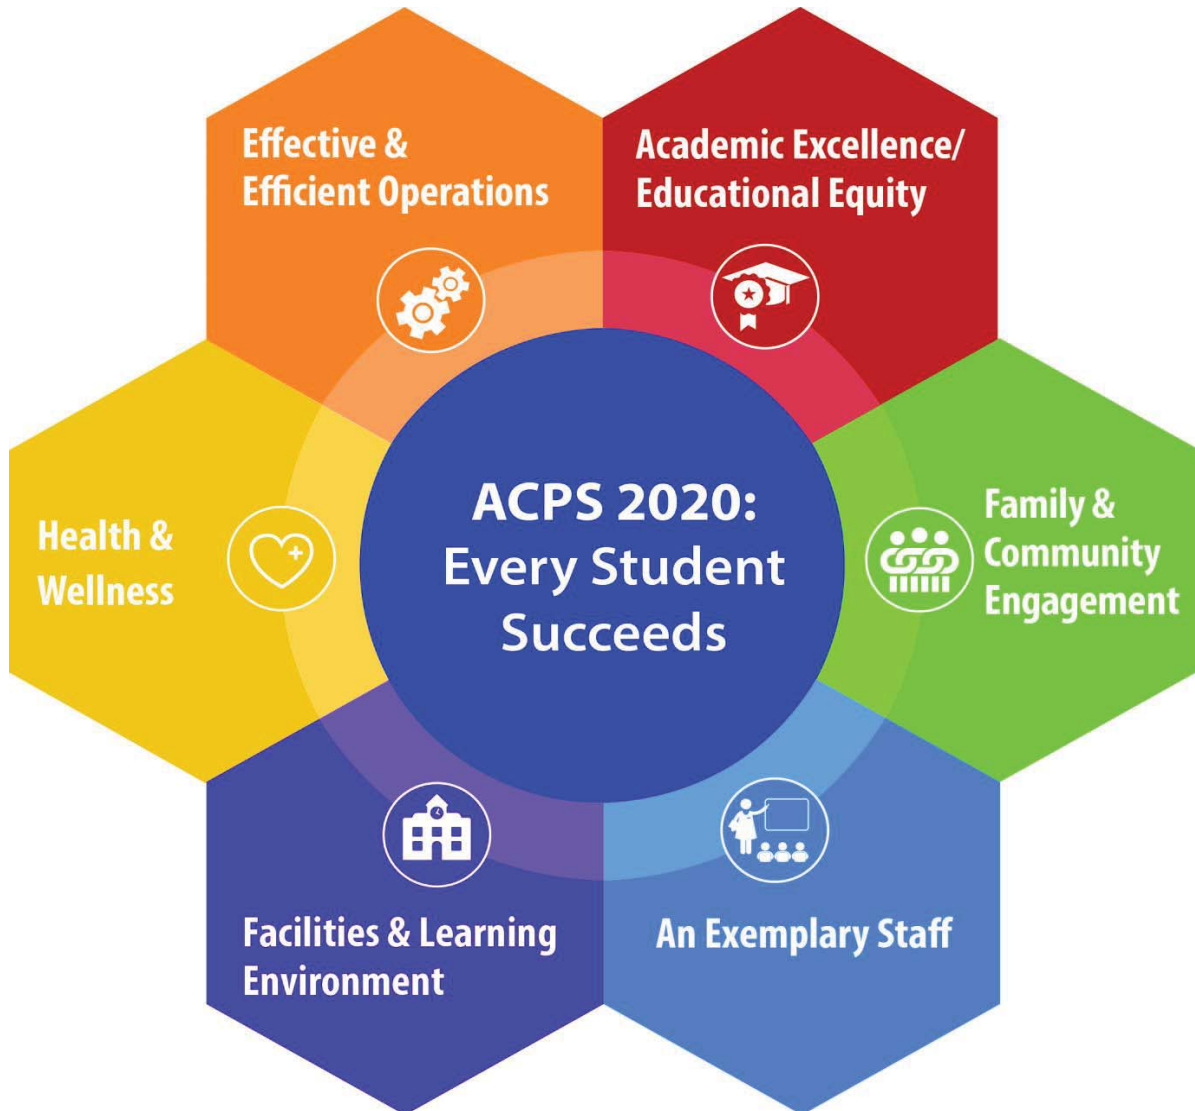 Effective &
Efficient Operations
Academic Excellence/
Educational Equity
ACPS 2020:
Every Student
Succeeds
Health &
Wellness
Family &
Community
Engagement
Facilities & Learning
Environment
An Exemplary Staff